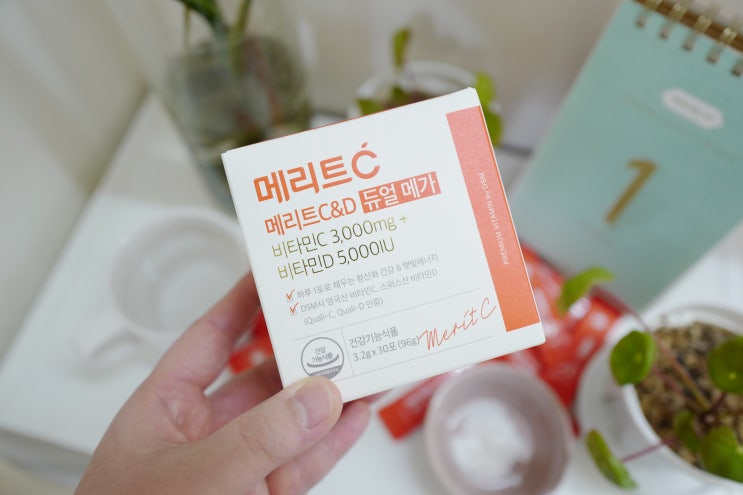 메리트C
메리트C&D 듀얼 메가
비타민C 3,000mg +
비타민D 5,000IU
하루 1포로 채우는 항산화 건강 & 햇빛에너지
DSM사 영국산 비타민C, 스위스산 비타민D
(Quali-C, Quali-D 인증)
건강
기능식품
건강기능식품
3.2g x 30포 (96g)
Merit C
PREMIUM VITAMIN by DSM
1